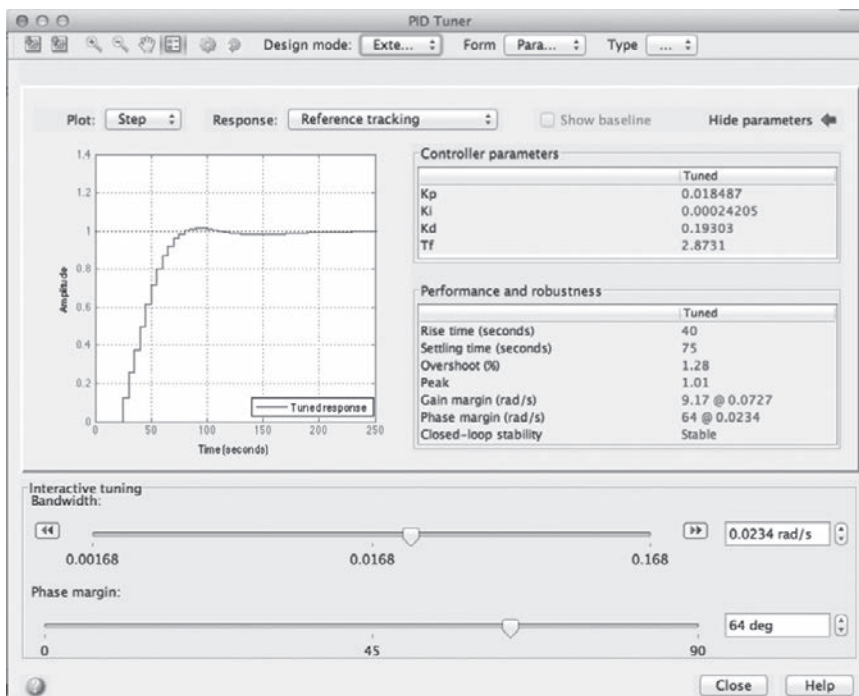 PID Tuner
Design mode: Exte... Form Para... Type ...
Plot: Step Response: Reference tracking Show baseline Hide parameters
1.4
1.2
1
0.8
0.6
0.4
0.2
0
Amplitude
Tuned response
0 50 100 150 200 250
Time (seconds)
Controller parameters
Tuned
Kp 0.018487
Ki 0.00024205
Kd 0.19303
Tf 2.8731
Performance and robustness
Tuned
Rise time (seconds) 40
Settling time (seconds) 75
Overshoot (%) 1.28
Peak 1.01
Gain margin (rad/s) 9.17 @ 0.0727
Phase margin (rad/s) 64 @ 0.0234
Closed-loop stability Stable
Interactive tuning
Bandwidth:
0.0234 rad/s
0.00168 0.0168 0.168
Phase margin:
64 deg
0 45 90
? Close Help